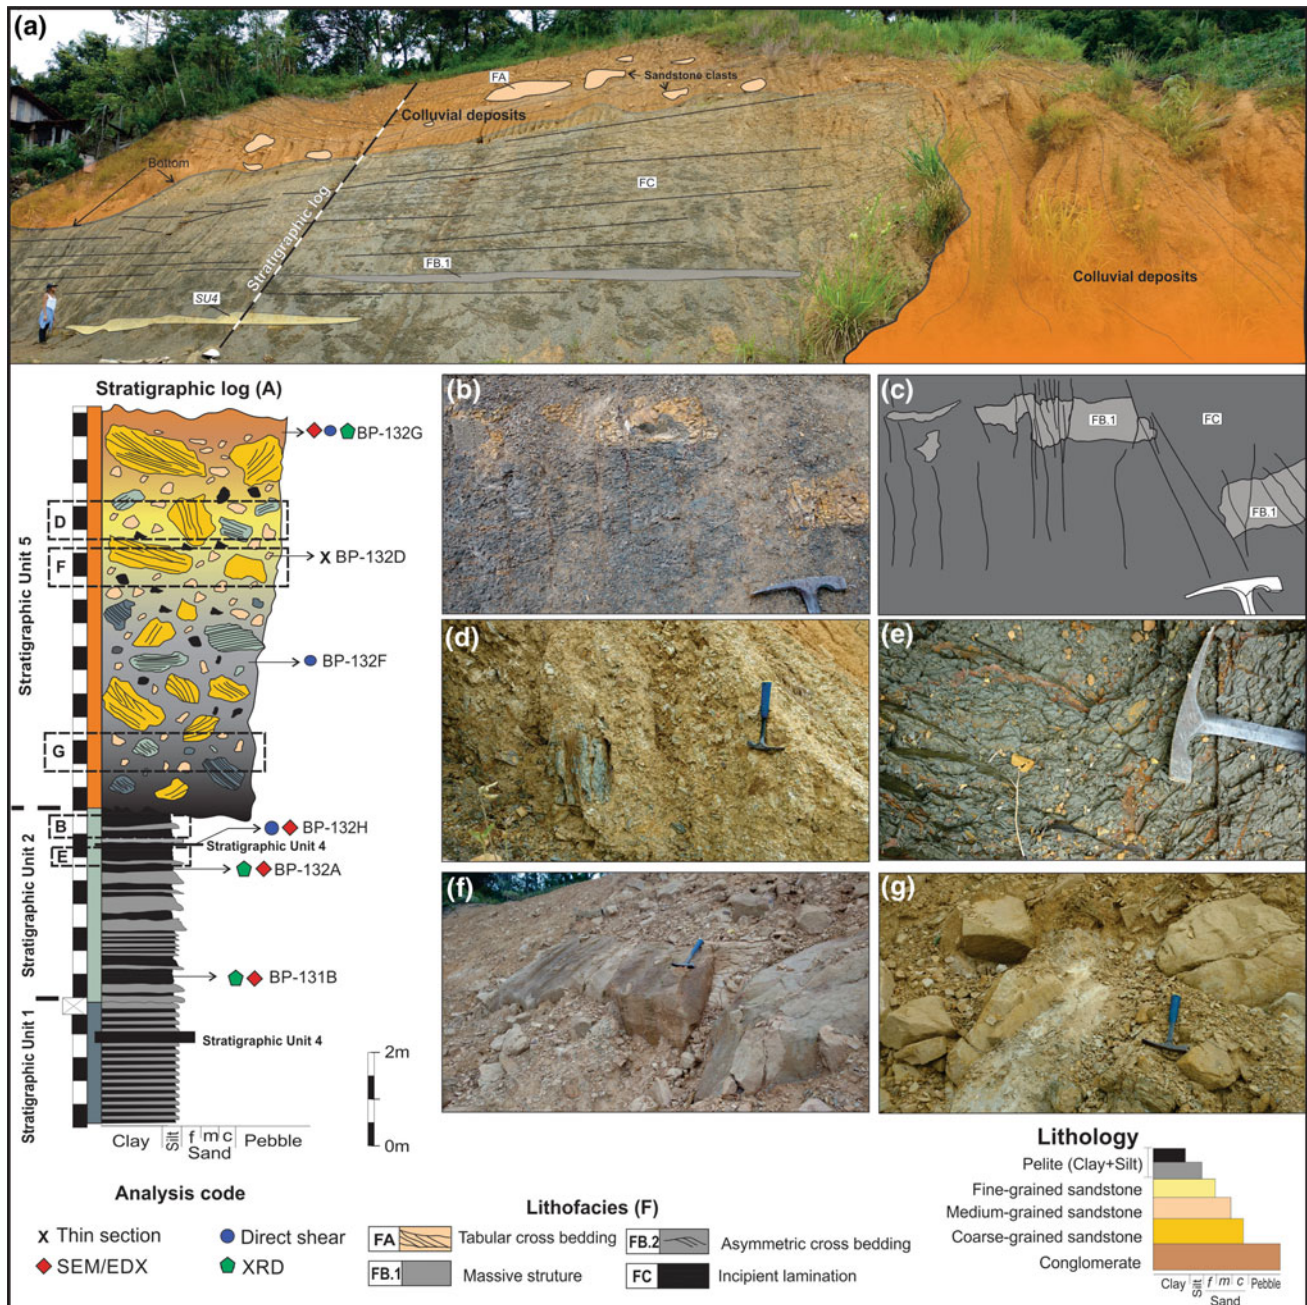 (a)
FA
Sandstone clasts
Colluvial deposits
Bottom
FC
Stratigraphic log
FB.1
SU4
Colluvial deposits
Stratigraphic log (A)
BP-132G
D
F
X BP-132D
Stratigraphic Unit 5
BP-132F
G
B
BP-132H
Stratigraphic Unit 4
E
BP-132A
Stratigraphic Unit 2
BP-131B
Stratigraphic Unit 1
Stratigraphic Unit 4
2m
0m
Clay Silt f m c Pebble
Sand
(b)
(c)
FB.1
FC
FB.1
(d)
(e)
(f)
(g)
Analysis code
X Thin section
Direct shear
SEM/EDX
XRD
Lithofacies (F)
FA Tabular cross bedding
FB.2 Asymmetric cross bedding
FB.1 Massive struture
FC Incipient lamination
Lithology
Pelite (Clay+Silt)
Fine-grained sandstone
Medium-grained sandstone
Coarse-grained sandstone
Conglomerate
Clay Silt f m c Pebble
Sand